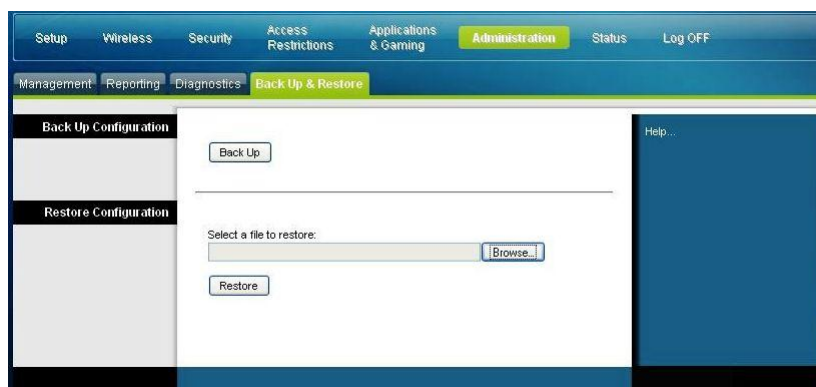 Setup Wireless Security Access Restrictions Applications & Gaming Administration Status Log OFF
Management Reporting Diagnostics Back Up & Restore
Back Up Configuration
Back Up
Help...
Restore Configuration
Select a file to restore:
Browse...
Restore